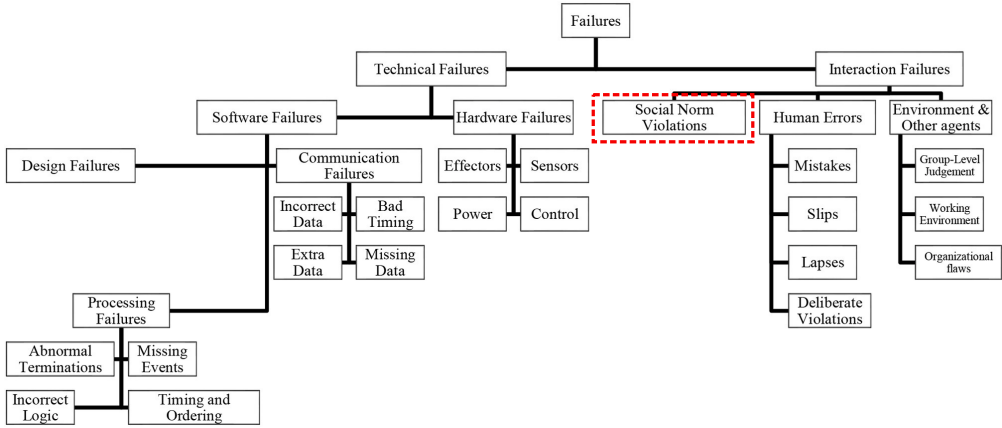 Failures
Technical Failures
Interaction Failures
Software Failures
Hardware Failures
Social Norm
Violations
Human Errors
Environment &
Other agents
Design Failures
Communication
Failures
Effectors
Sensors
Mistakes
Group-Level
Judgement
Incorrect
Data
Bad
Timing
Power
Control
Slips
Working
Environment
Extra
Data
Missing
Data
Lapses
Organizational
flaws
Processing
Failures
Deliberate
Violations
Abnormal
Terminations
Missing
Events
Incorrect
Logic
Timing and
Ordering